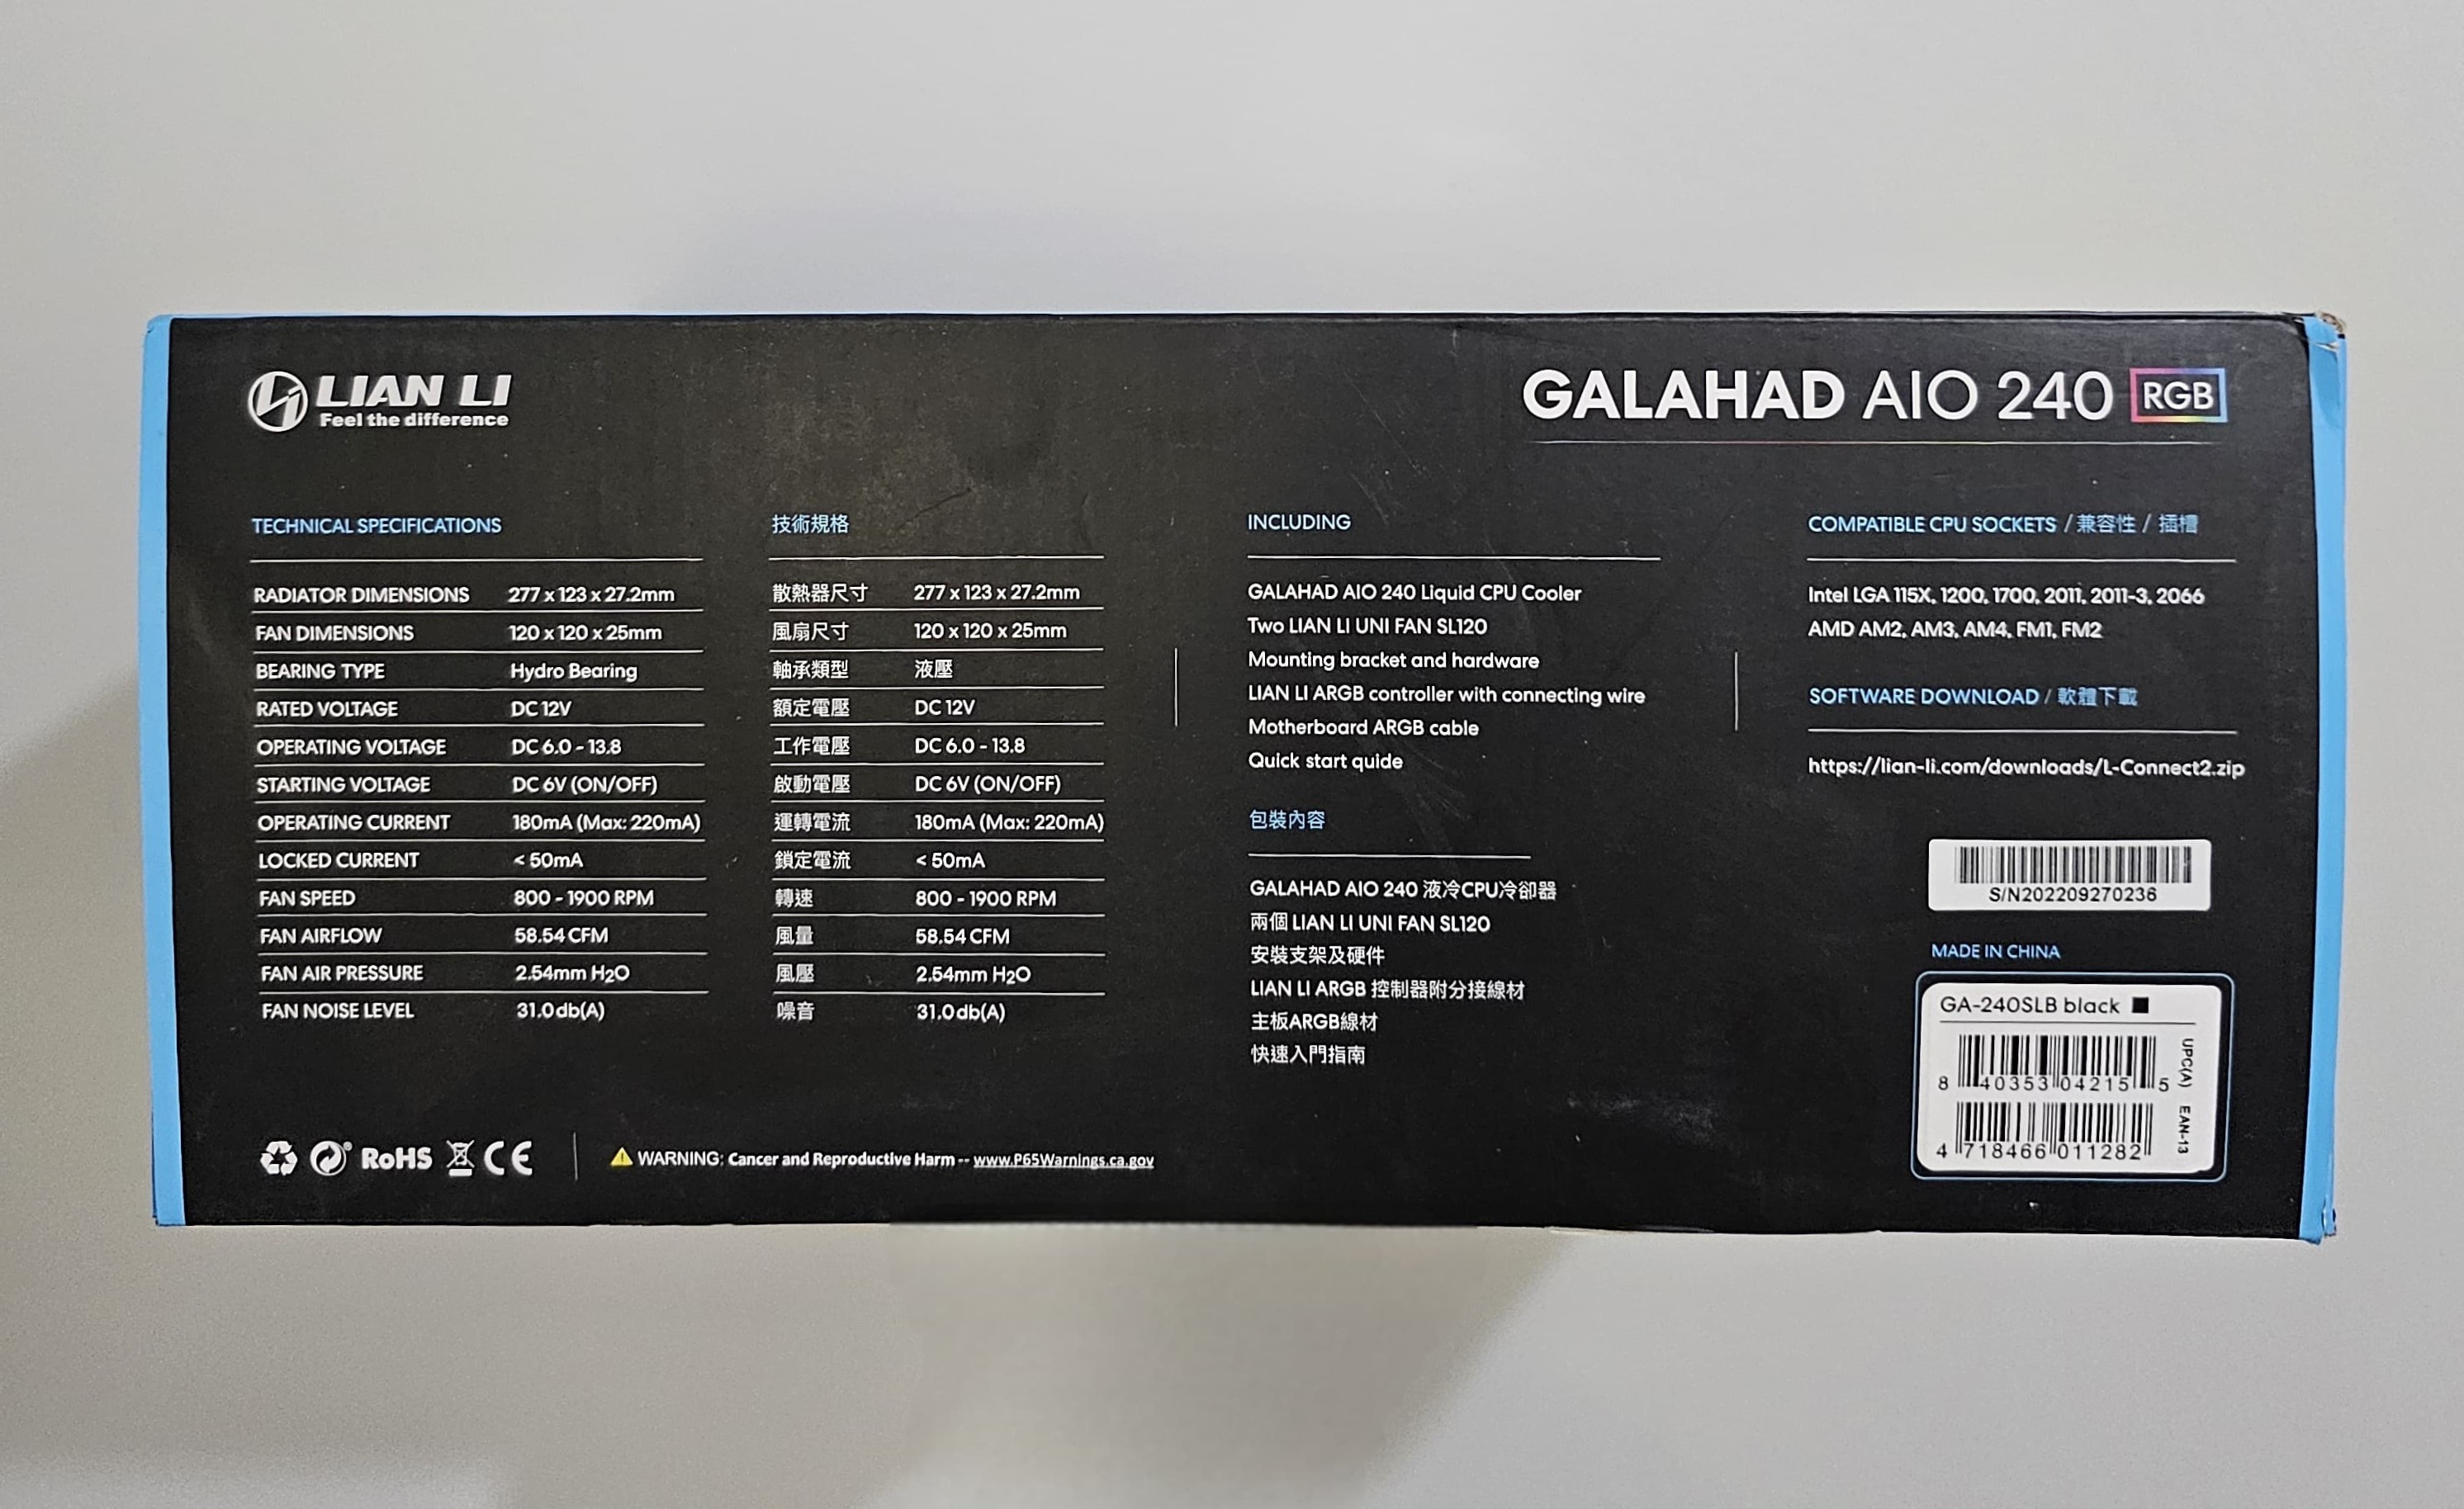 LIAN LI
Feel the difference
GALAHAD AIO 240 RGB
TECHNICAL SPECIFICATIONS
RADIATOR DIMENSIONS 277 x 123 x 27.2mm
FAN DIMENSIONS 120 x 120 x 25mm
BEARING TYPE Hydro Bearing
RATED VOLTAGE DC 12V
OPERATING VOLTAGE DC 6.0 - 13.8
STARTING VOLTAGE DC 6V (ON/OFF)
OPERATING CURRENT 180mA (Max: 220mA)
LOCKED CURRENT < 50mA
FAN SPEED 800 - 1900 RPM
FAN AIRFLOW 58.54 CFM
FAN AIR PRESSURE 2.54mm H2O
FAN NOISE LEVEL 31.0 db(A)
技術規格
散熱器尺寸 277 x 123 x 27.2mm
風扇尺寸 120 x 120 x 25mm
軸承類型 液壓
額定電壓 DC 12V
工作電壓 DC 6.0 - 13.8
啟動電壓 DC 6V (ON/OFF)
運轉電流 180mA (Max: 220mA)
鎖定電流 < 50mA
轉速 800 - 1900 RPM
風量 58.54 CFM
風壓 2.54mm H2O
噪音 31.0 db(A)
INCLUDING
GALAHAD AIO 240 Liquid CPU Cooler
Two LIAN LI UNI FAN SL120
Mounting bracket and hardware
LIAN LI ARGB controller with connecting wire
Motherboard ARGB cable
Quick start guide
包裝內容
GALAHAD AIO 240 液冷CPU冷卻器
兩個 LIAN LI UNI FAN SL120
安裝支架及硬件
LIAN LI ARGB 控制器附分接線材
主板ARGB線材
快速入門指南
COMPATIBLE CPU SOCKETS / 兼容性 / 插槽
Intel LGA 115X, 1200, 1700, 2011, 2011-3, 2066
AMD AM2, AM3, AM4, FM1, FM2
SOFTWARE DOWNLOAD / 軟體下載
https://lian-li.com/downloads/L-Connect2.zip
S/N202209270236
MADE IN CHINA
GA-240SLB black
8 40353 04215 5
UPC(A)
4 718466 011282
EAN-13
RoHS CE
WARNING: Cancer and Reproductive Harm -- www.P65Warnings.ca.gov